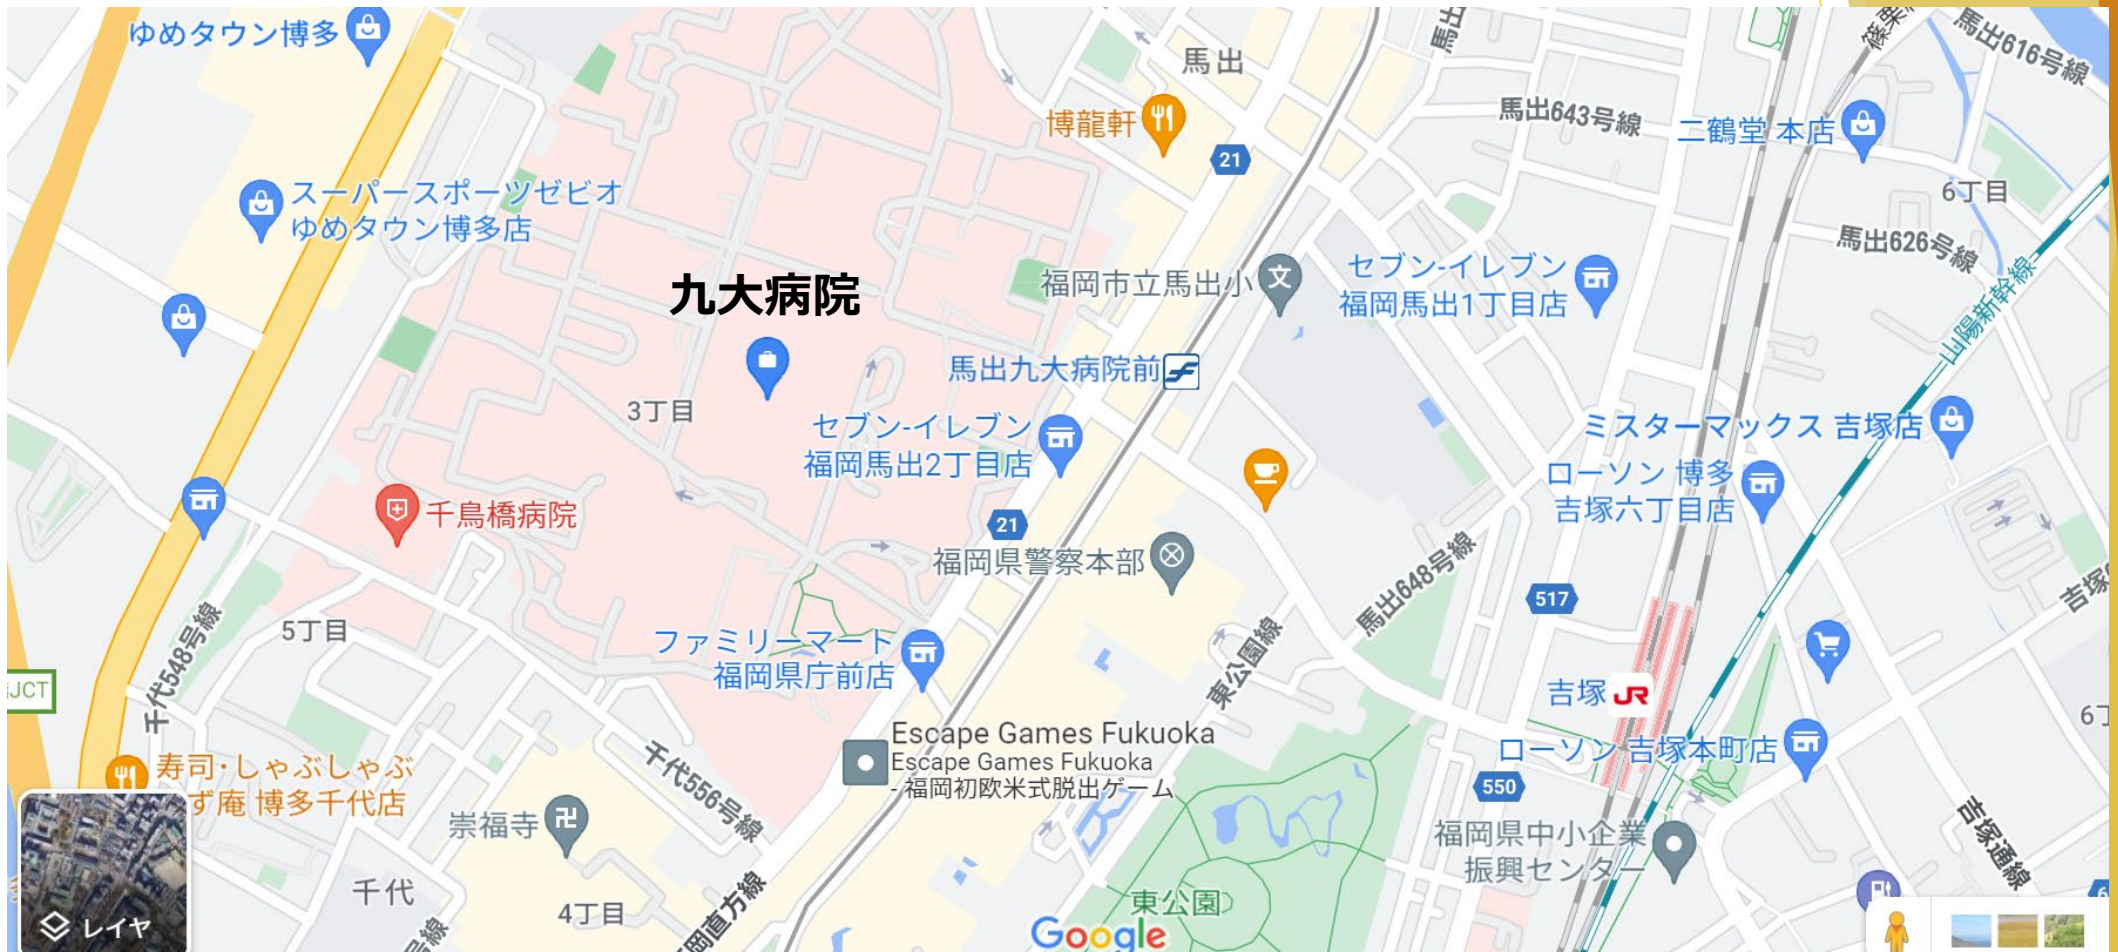 ゆめタウン博多
馬出
馬出616号線
博龍軒
21
馬出643号線
二鶴堂 本店
6丁目
スーパースポーツゼビオ
ゆめタウン博多店
馬出626号線
九大病院
福岡市立馬出小
文
セブン-イレブン
福岡馬出1丁目店
山陽新幹線
馬出九大病院前
3丁目
セブン-イレブン
福岡馬出2丁目店
ミスターマックス 吉塚店
ローソン 博多
吉塚六丁目店
千鳥橋病院
21
福岡県警察本部
馬出648号線
517
千代548号線
5丁目
ファミリーマート
福岡県庁前店
東公園線
JCT
吉塚 JR
Escape Games Fukuoka
Escape Games Fukuoka
- 福岡初欧米式脱出ゲーム
ローソン 吉塚本町店
550
千代556号線
寿司・しゃぶしゃぶ
ず庵 博多千代店
崇福寺
福岡県中小企業
振興センター
吉塚通線
千代
4丁目
岡直方線
東公園
Google
レイヤ